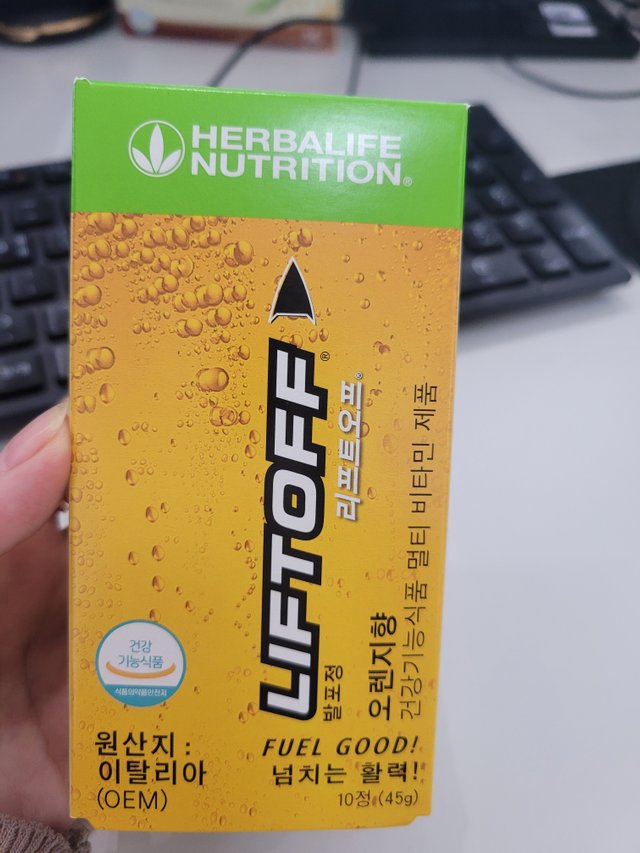 HERBALIFE
NUTRITION®
LIFTOFF®
리프트오프®
발포정
오렌지향
건강기능식품 멀티 비타민 제품
건강
기능식품
식품의약품안전처
원산지 :
이탈리아
(OEM)
FUEL GOOD!
넘치는 활력!
10정(45g)